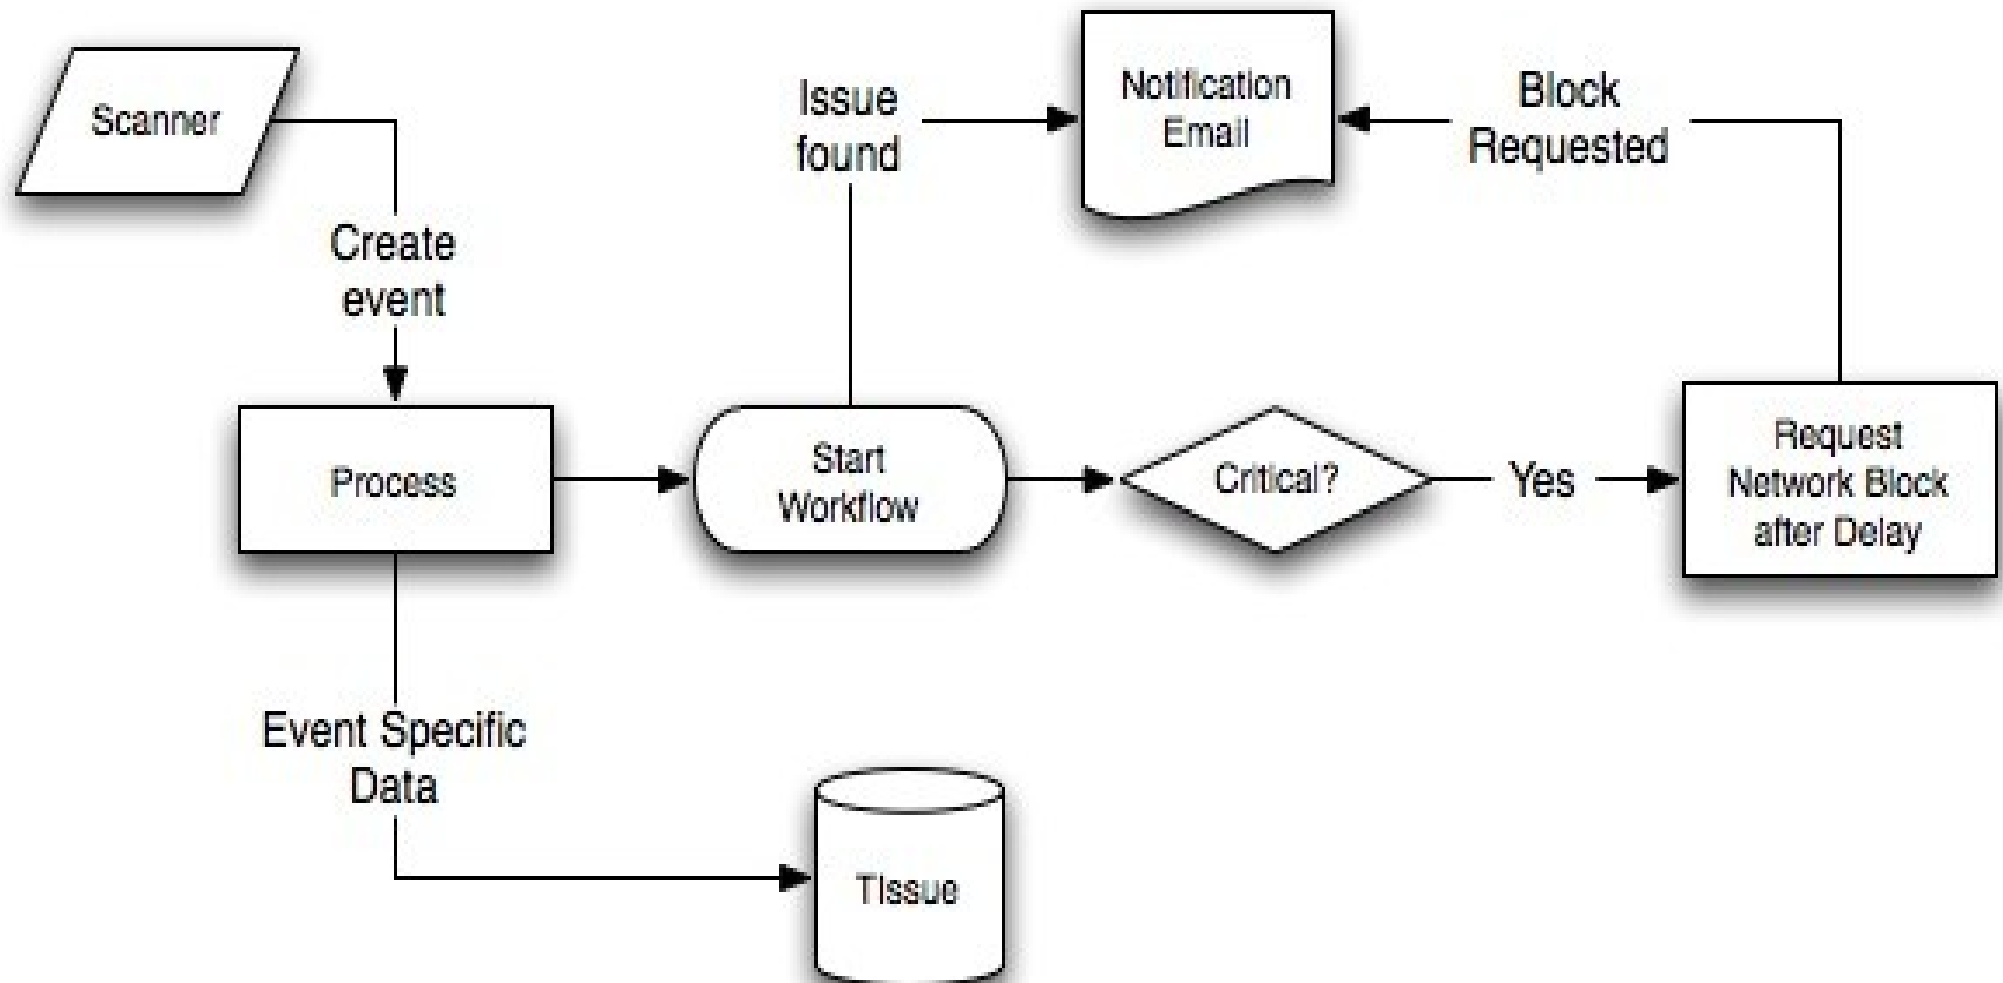 Scanner
Create
event
Process
Event Specific
Data
TIssue
Start
Workflow
Issue
found
Notification
Email
Critical?
Yes
Request
Network Block
after Delay
Block
Requested